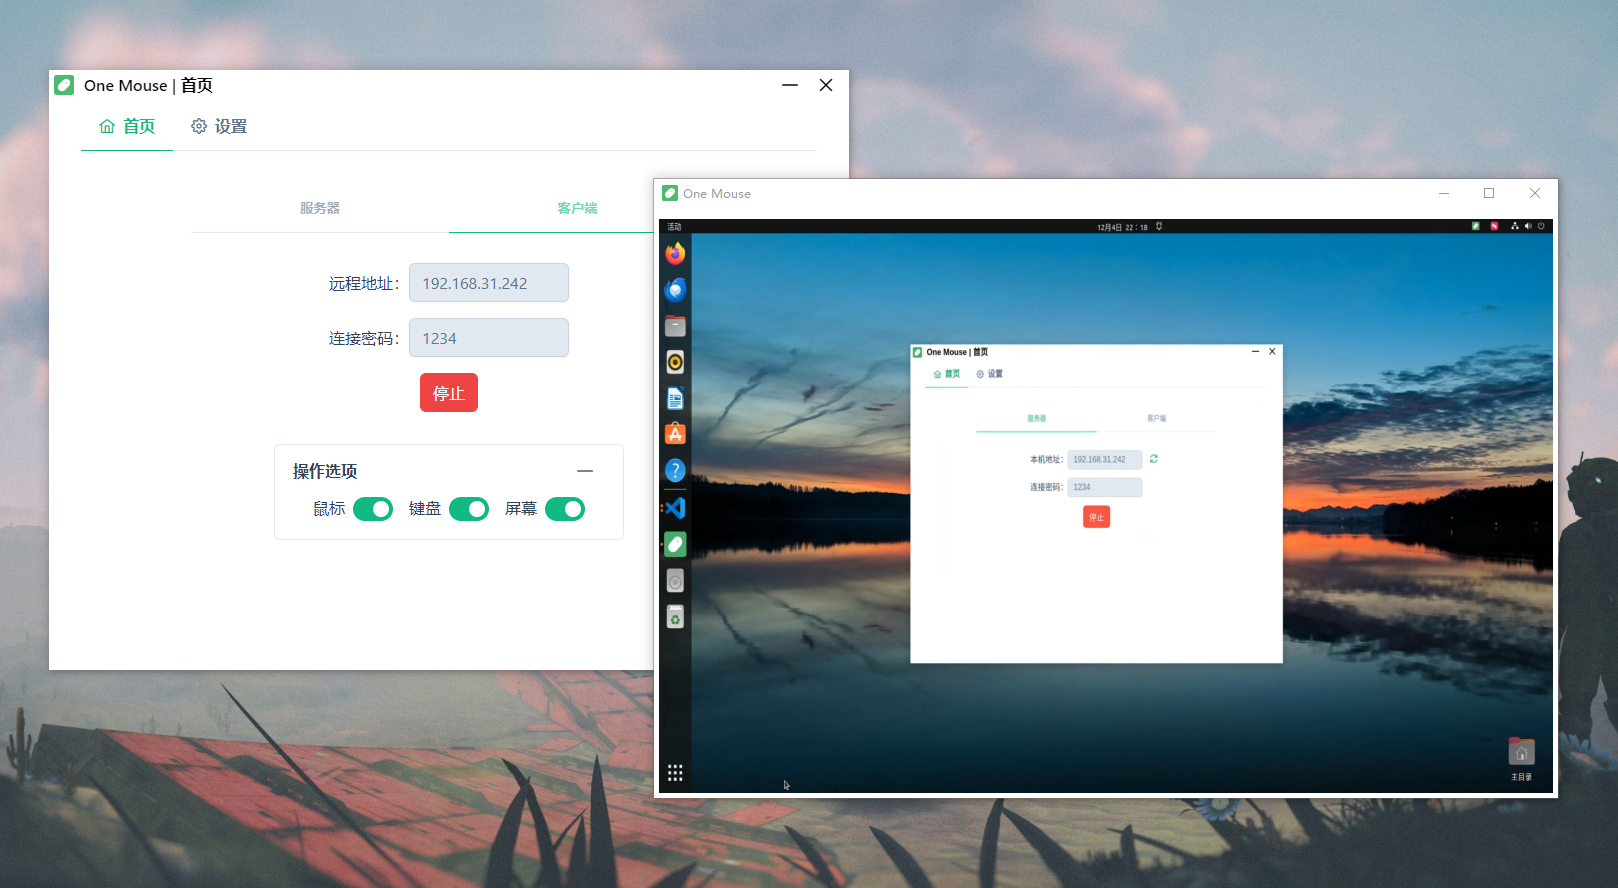 One Mouse | 首页
首页 设置
服务器 客户端
远程地址： 192.168.31.242
连接密码： 1234
停止
操作选项
鼠标 键盘 屏幕
One Mouse
活动 12月4日 22：18
One Mouse | 首页
首页 设置
服务器 客户端
本机地址： 192.168.31.242
连接密码： 1234
停止
主目录